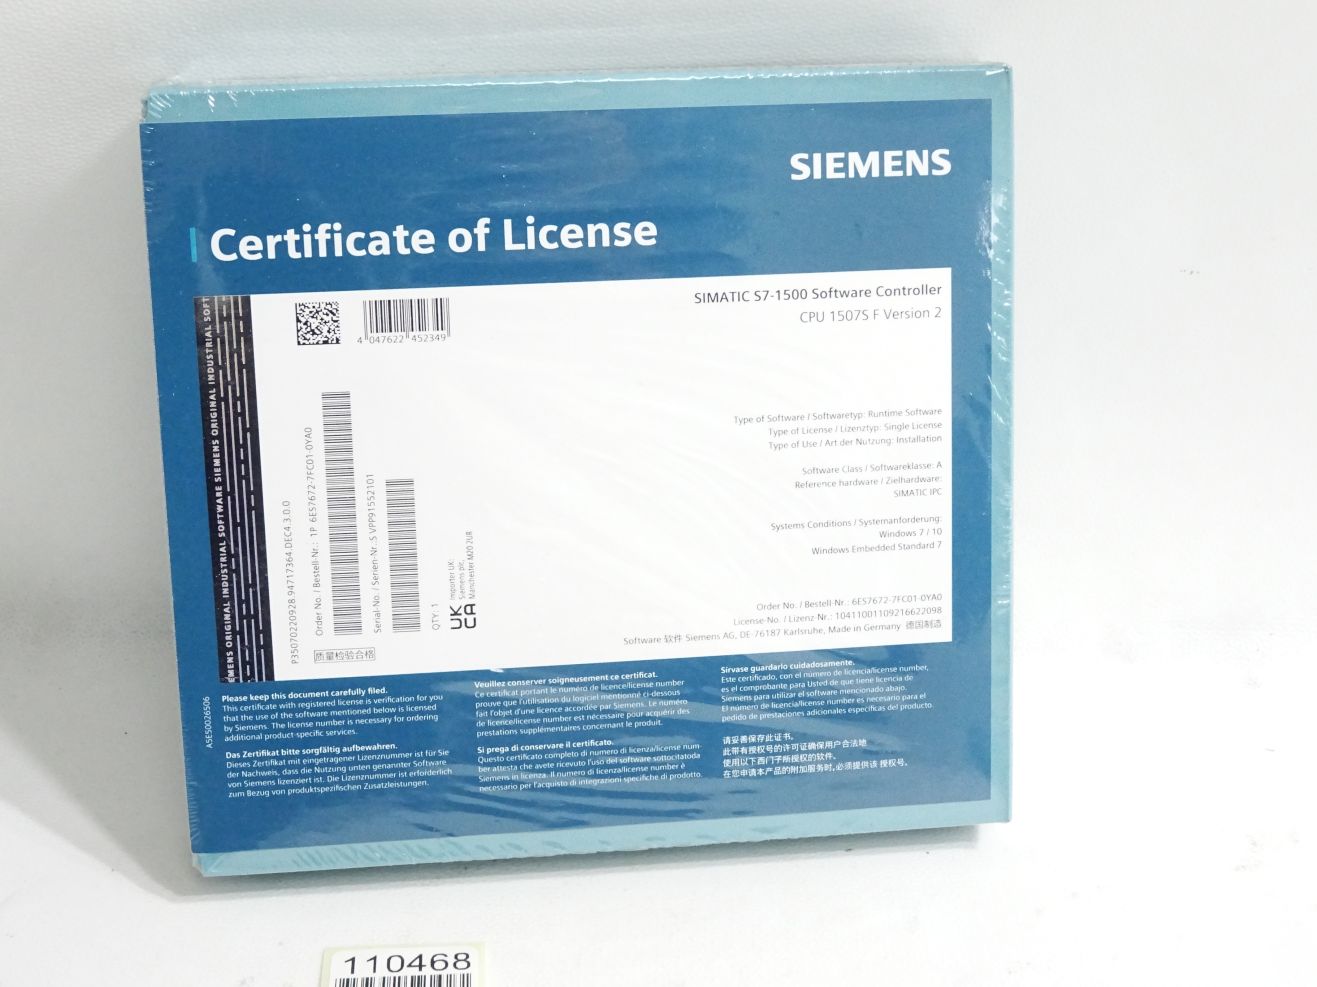 SIEMENS
Certificate of License
SIMATIC S7-1500 Software Controller
CPU 1507S F Version 2
4 047622 452349
SIEMENS ORIGINAL INDUSTRIAL SOFTWARE SIEMENS ORIGINAL INDUSTRIAL SOFT
P35070220928.94717364.DEC4.3.0.0
Order No. / Bestell-Nr.: 1P 6ES7672-7FC01-0YA0
Serial-No. / Serien-Nr.: S VPP91552101
QTY: 1
UK
CA
Importer UK:
Siemens plc,
Manchester M20 2UR
质量检验合格
Type of Software / Softwaretyp: Runtime Software
Type of License / Lizenztyp: Single License
Type of Use / Art der Nutzung: Installation
Software Class / Softwareklasse: A
Reference hardware / Zielhardware:
SIMATIC IPC
Systems Conditions / Systemanforderung:
Windows 7 / 10
Windows Embedded Standard 7
Order No. / Bestell-Nr.: 6ES7672-7FC01-0YA0
License-No. / Lizenz-Nr.: 10411001109216622098
Software 软件 Siemens AG, DE-76187 Karlsruhe, Made in Germany 德国制造
A5E50026506
Please keep this document carefully filed.
This certificate with registered license is verification for you
that the use of the software mentioned below is licensed
by Siemens. The license number is necessary for ordering
additional product-specific services.
Das Zertifikat bitte sorgfältig aufbewahren.
Dieses Zertifikat mit eingetragener Lizenznummer ist für Sie
der Nachweis, dass die Nutzung unten genannter Software
von Siemens lizenziert ist. Die Lizenznummer ist erforderlich
zum Bezug von produktspezifischen Zusatzleistungen.
Veuillez conserver soigneusement ce certificat.
Ce certificat portant le numéro de licence/license number
prouve que l'utilisation du logiciel mentionné ci-dessous
fait l'objet d'une licence accordée par Siemens. Le numéro
de licence/license number est nécessaire pour acquérir des
prestations supplémentaires concernant le produit.
Si prega di conservare il certificato.
Questo certificato completo di numero di licenza/license num-
ber attesta che avete ricevuto l'uso del software sottocitatoda
Siemens in licenza. Il numero di licenza/license number è
necessario per l'acquisto di integrazioni specifiche di prodotto.
Sírvase guardarlo cuidadosamente.
Este certificado, con el número de licencia/license number,
es el comprobante para Usted de que tiene licencia de
Siemens para utilizar el software mencionado abajo.
El número de licencia/license number es necesario para el
pedido de prestaciones adicionales específicas del producto.
请妥善保存此证书。
此带有授权号的许可证确保用户合法地
使用以下西门子所授权的软件。
在您申请本产品的附加服务时,必须提供该 授权号。
110468